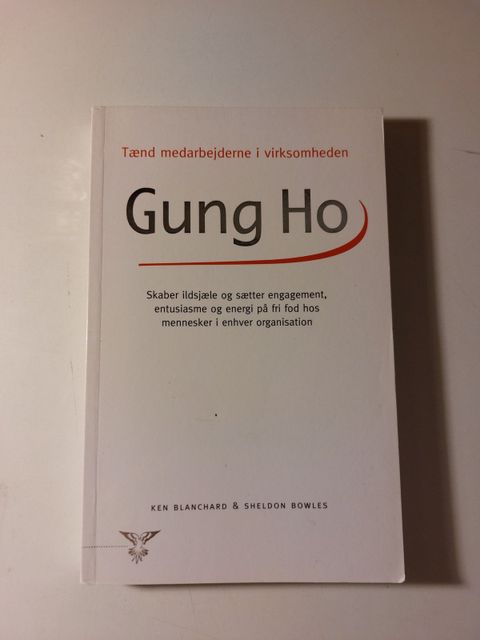 Tænd medarbejderne i virksomheden
Gung Ho
Skaber ildsjæle og sætter engagement,
entusiasme og energi på fri fod hos
mennesker i enhver organisation
KEN BLANCHARD & SHELDON BOWLES